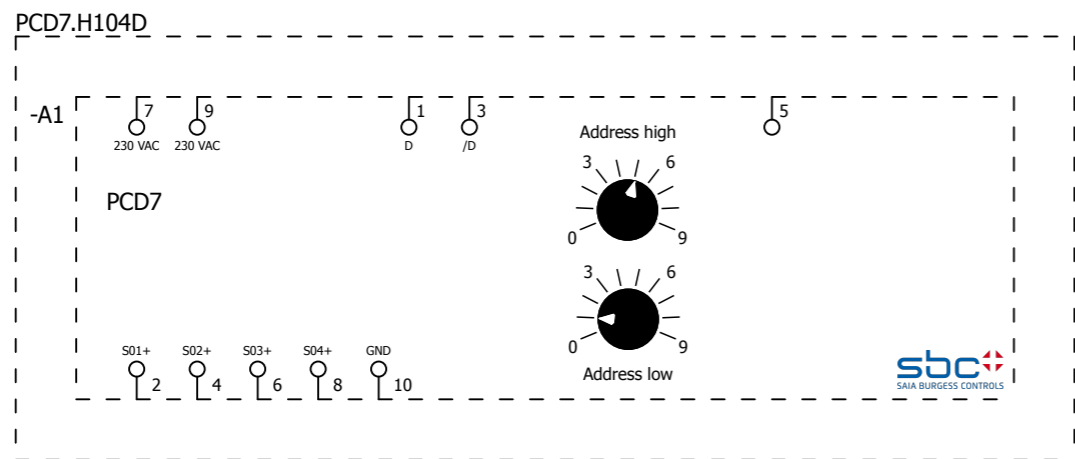 PCD7.H104D
-A1
7 9 1 3 5
230 VAC 230 VAC D /D
Address high
3 6
PCD7
0 9
3 6
0 9
Address low
S01+ S02+ S03+ S04+ GND
2 4 6 8 10
sbc
SAIA BURGESS CONTROLS